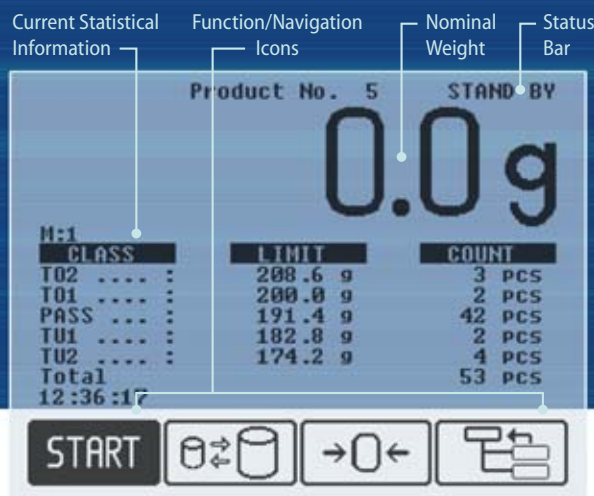 Current Statistical Information
Function/Navigation Icons
Nominal Weight
Status Bar
Product No. 5 STAND BY
0.0 g
M:1
CLASS LIMIT COUNT
TO2 .... : 208.6 g 3 PCS
TO1 .... : 200.0 g 2 PCS
PASS ... : 191.4 g 42 PCS
TU1 .... : 182.8 g 2 PCS
TU2 .... : 174.2 g 4 PCS
Total 53 PCS
12:36:17
START
→0←